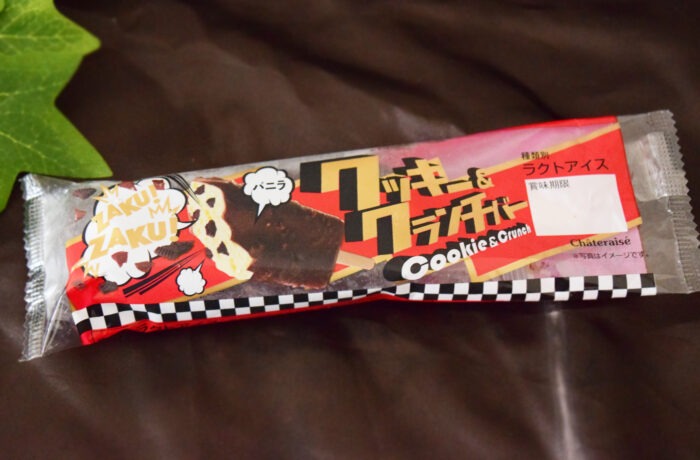 ZAKU!
ZAKU!
バニラ
クッキー&
クランチバー
Cookie & Crunch
種類別
ラクトアイス
賞味期限
Châteraisé
※写真はイメージです。